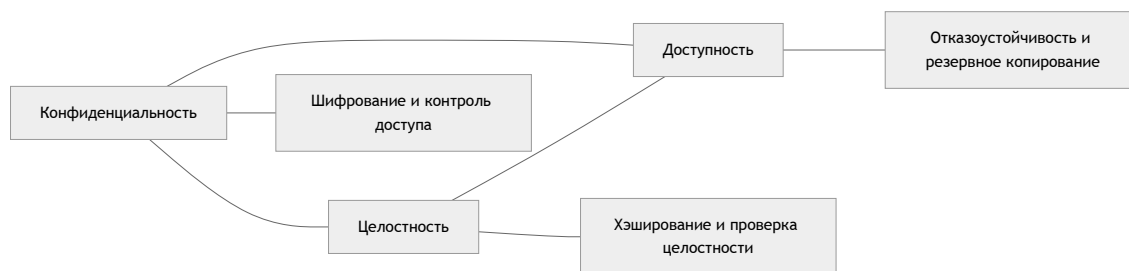 Конфиденциальность
Шифрование и контроль
доступа
Целостность
Доступность
Хэширование и проверка
целостности
Отказоустойчивость и
резервное копирование